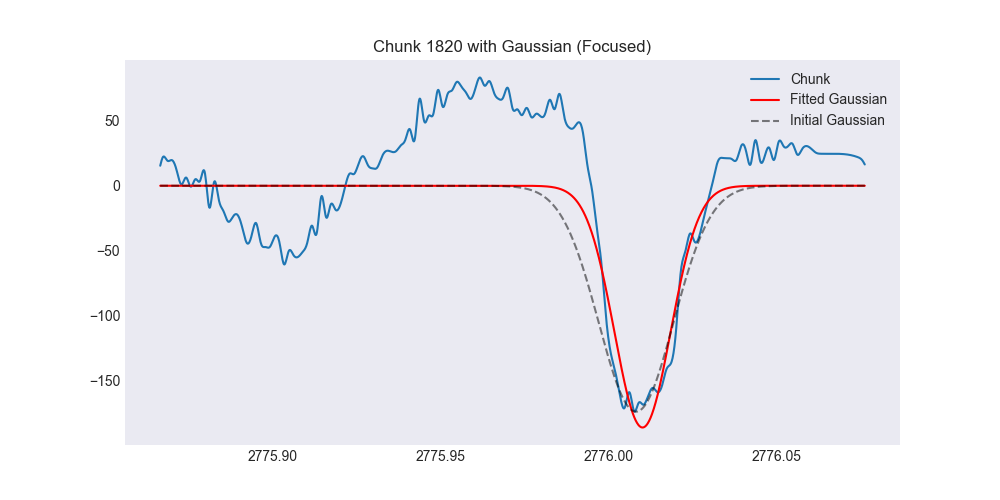 Chunk 1820 with Gaussian (Focused)
Chunk
Fitted Gaussian
Initial Gaussian
50
0
−50
−100
−150
2775.90
2775.95
2776.00
2776.05